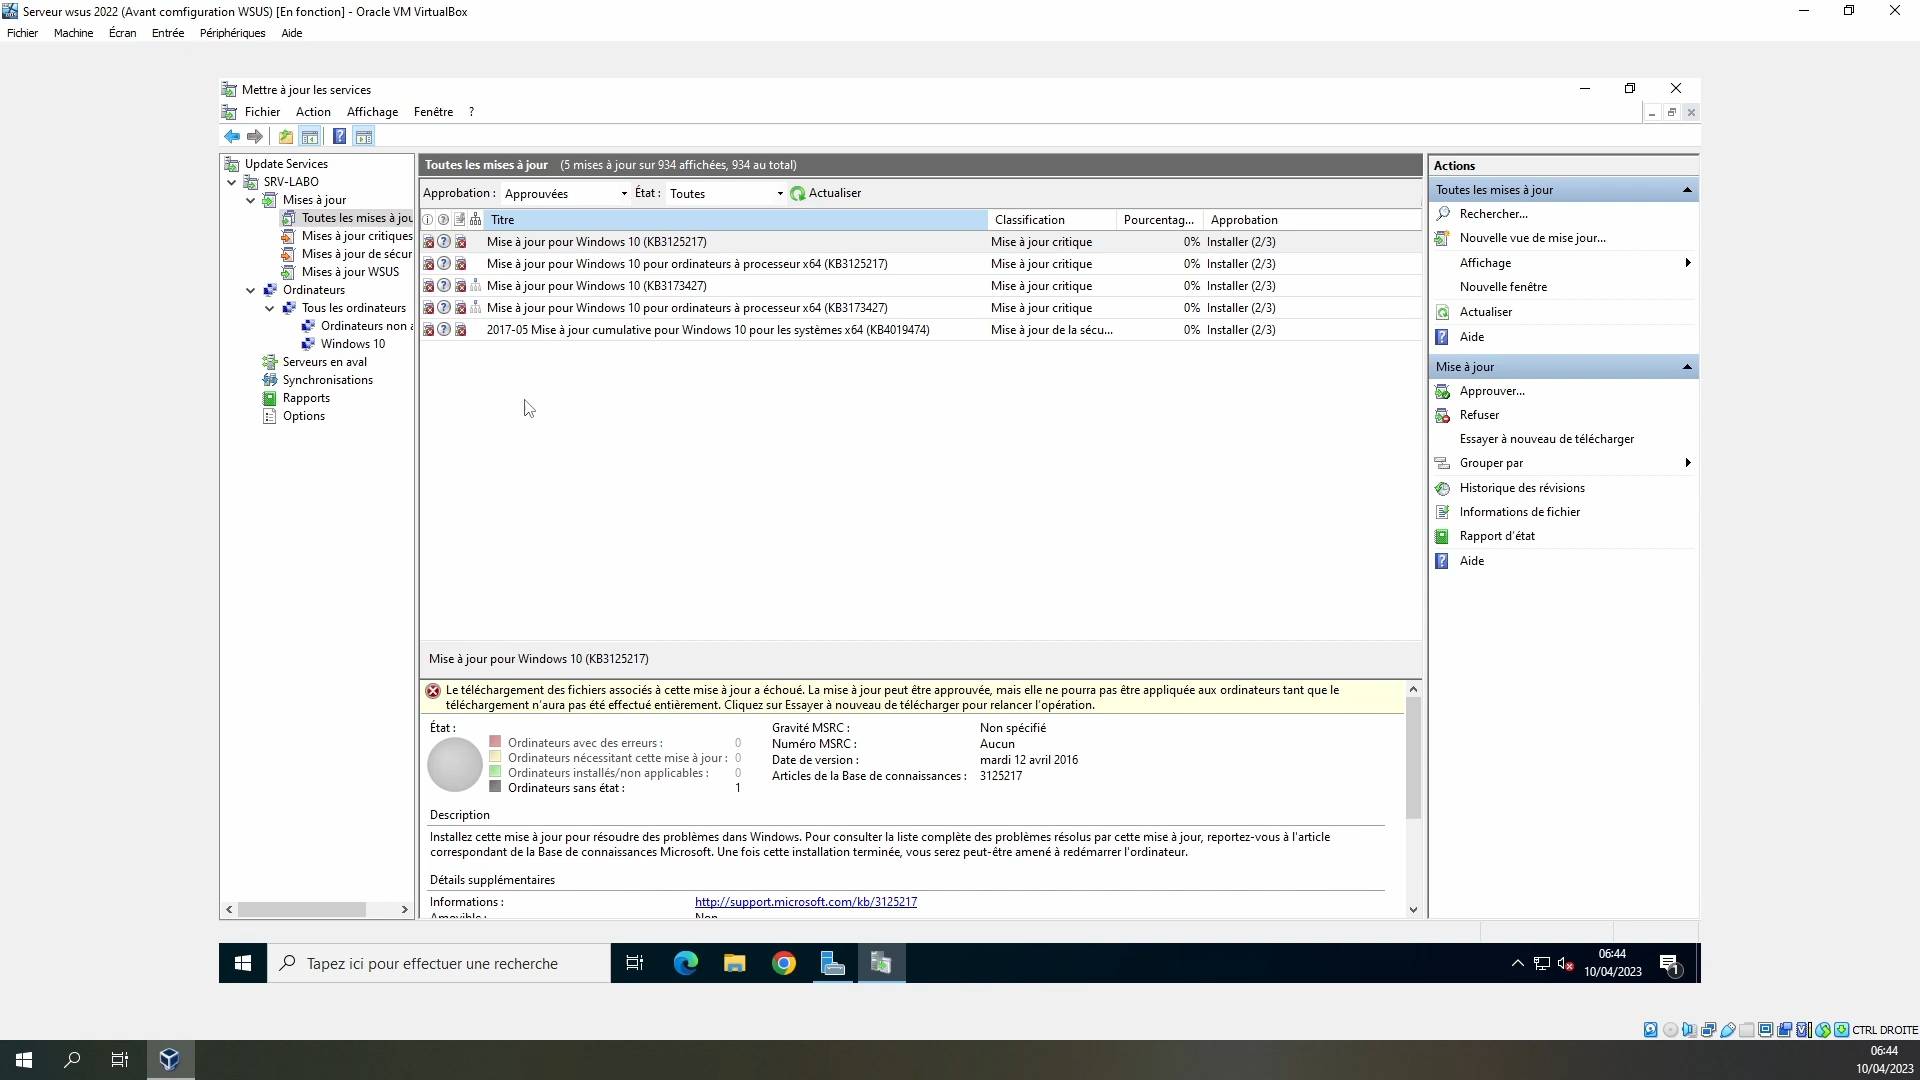 Serveur wsus 2022 (Avant comfiguration WSUS) [En fonction] - Oracle VM VirtualBox
Fichier Machine Écran Entrée Périphériques Aide
Mettre à jour les services
Fichier Action Affichage Fenêtre ?
Update Services
SRV-LABO
Mises à jour
Toutes les mises à jou
Mises à jour critiques
Mises à jour de sécur
Mises à jour WSUS
Ordinateurs
Tous les ordinateurs
Ordinateurs non a
Windows 10
Serveurs en aval
Synchronisations
Rapports
Options
Toutes les mises à jour (5 mises à jour sur 934 affichées, 934 au total)
Approbation : Approuvées État : Toutes Actualiser
Titre Classification Pourcentag... Approbation
Mise à jour pour Windows 10 (KB3125217) Mise à jour critique 0% Installer (2/3)
Mise à jour pour Windows 10 pour ordinateurs à processeur x64 (KB3125217) Mise à jour critique 0% Installer (2/3)
Mise à jour pour Windows 10 (KB3173427) Mise à jour critique 0% Installer (2/3)
Mise à jour pour Windows 10 pour ordinateurs à processeur x64 (KB3173427) Mise à jour critique 0% Installer (2/3)
2017-05 Mise à jour cumulative pour Windows 10 pour les systèmes x64 (KB4019474) Mise à jour de la sécu... 0% Installer (2/3)
Mise à jour pour Windows 10 (KB3125217)
Le téléchargement des fichiers associés à cette mise à jour a échoué. La mise à jour peut être approuvée, mais elle ne pourra pas être appliquée aux ordinateurs tant que le
téléchargement n'aura pas été effectué entièrement. Cliquez sur Essayer à nouveau de télécharger pour relancer l'opération.
État :
Ordinateurs avec des erreurs : 0
Ordinateurs nécessitant cette mise à jour : 0
Ordinateurs installés/non applicables : 0
Ordinateurs sans état : 1
Gravité MSRC : Non spécifié
Numéro MSRC : Aucun
Date de version : mardi 12 avril 2016
Articles de la Base de connaissances : 3125217
Description
Installez cette mise à jour pour résoudre des problèmes dans Windows. Pour consulter la liste complète des problèmes résolus par cette mise à jour, reportez-vous à l'article
correspondant de la Base de connaissances Microsoft. Une fois cette installation terminée, vous serez peut-être amené à redémarrer l'ordinateur.
Détails supplémentaires
Informations : http://support.microsoft.com/kb/3125217
Amovible : Non
Actions
Toutes les mises à jour
Rechercher...
Nouvelle vue de mise jour...
Affichage
Nouvelle fenêtre
Actualiser
Aide
Mise à jour
Approuver...
Refuser
Essayer à nouveau de télécharger
Grouper par
Historique des révisions
Informations de fichier
Rapport d'état
Aide
Tapez ici pour effectuer une recherche
06:44
10/04/2023
1
CTRL DROITE
06:44
10/04/2023